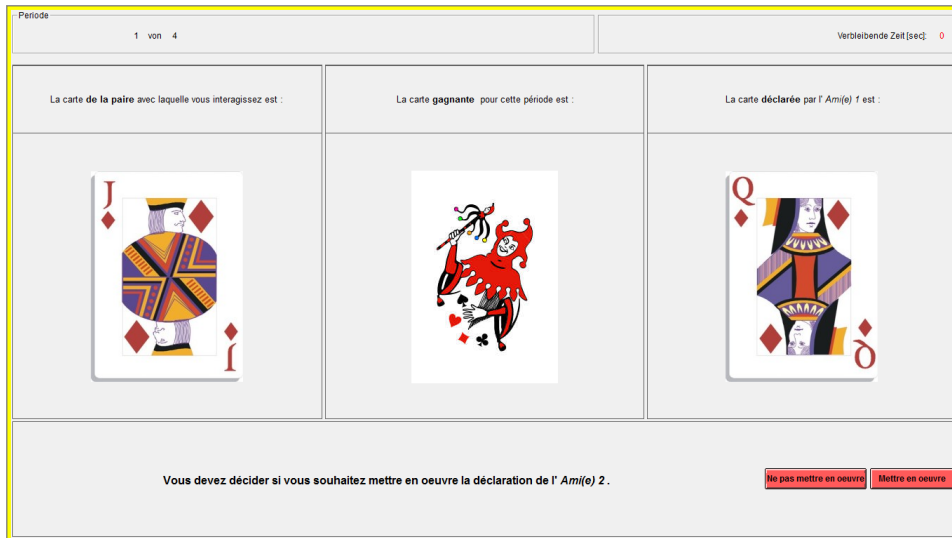 Periode
1 von 4
Verbleibende Zeit [sec]: 0
La carte de la paire avec laquelle vous interagissez est :
La carte gagnante pour cette période est :
La carte déclarée par l' Ami(e) 1 est :
J
J
Q
Q
Vous devez décider si vous souhaitez mettre en oeuvre la déclaration de l' Ami(e) 2 .
Ne pas mettre en oeuvre
Mettre en oeuvre